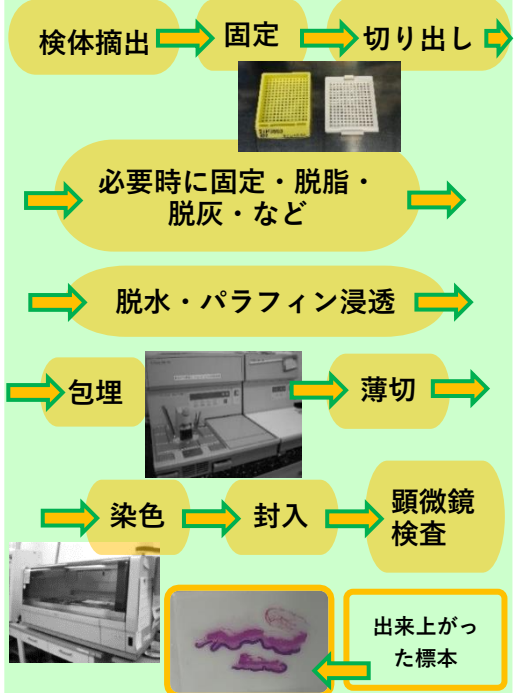 検体摘出
固定
切り出し
必要時に固定・脱脂・
脱灰・など
脱水・パラフィン浸透
包埋
薄切
染色
封入
顕微鏡
検査
出来上がっ
た標本